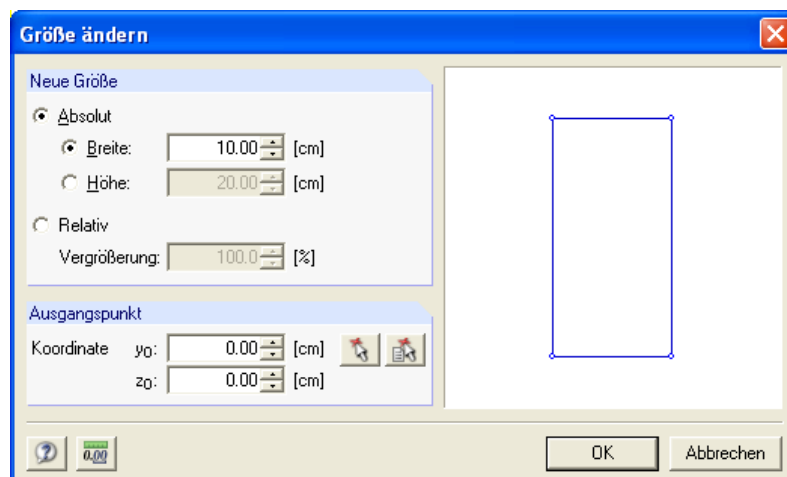 Größe ändern
Neue Größe
Absolut
Breite: 10.00 [cm]
Höhe: 20.00 [cm]
Relativ
Vergrößerung: 100.0 [%]
Ausgangspunkt
Koordinate y0: 0.00 [cm]
z0: 0.00 [cm]
0.00
OK Abbrechen